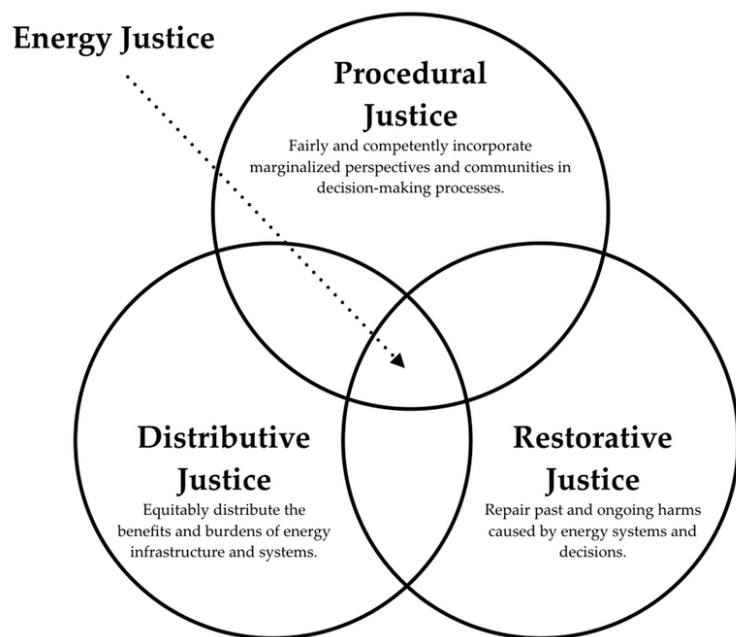 Energy Justice
Procedural
Justice
Fairly and competently incorporate
marginalized perspectives and communities in
decision-making processes.
Distributive
Justice
Equitably distribute the
benefits and burdens of energy
infrastructure and systems.
Restorative
Justice
Repair past and ongoing harms
caused by energy systems and
decisions.